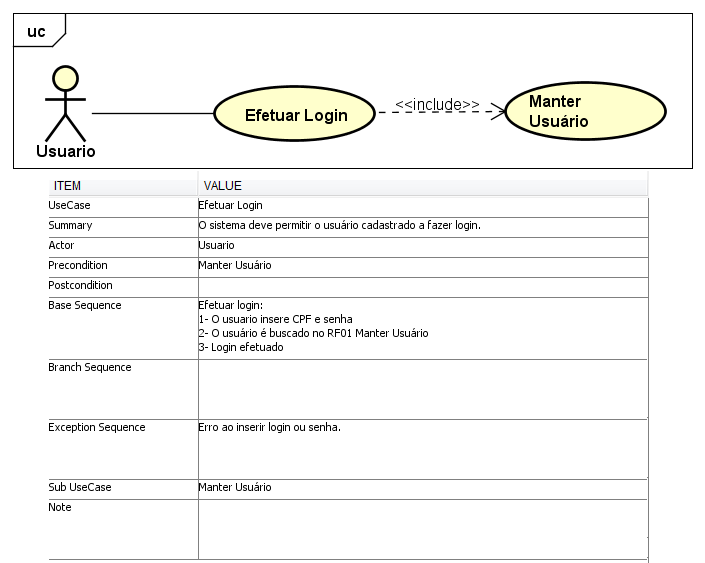 uc
Usuario
Efetuar Login
<<include>>
Manter
Usuário
ITEM VALUE
UseCase Efetuar Login
Summary O sistema deve permitir o usuário cadastrado a fazer login.
Actor Usuario
Precondition Manter Usuário
Postcondition
Base Sequence Efetuar login:
1- O usuario insere CPF e senha
2- O usuário é buscado no RF01 Manter Usuário
3- Login efetuado
Branch Sequence
Exception Sequence Erro ao inserir login ou senha.
Sub UseCase Manter Usuário
Note